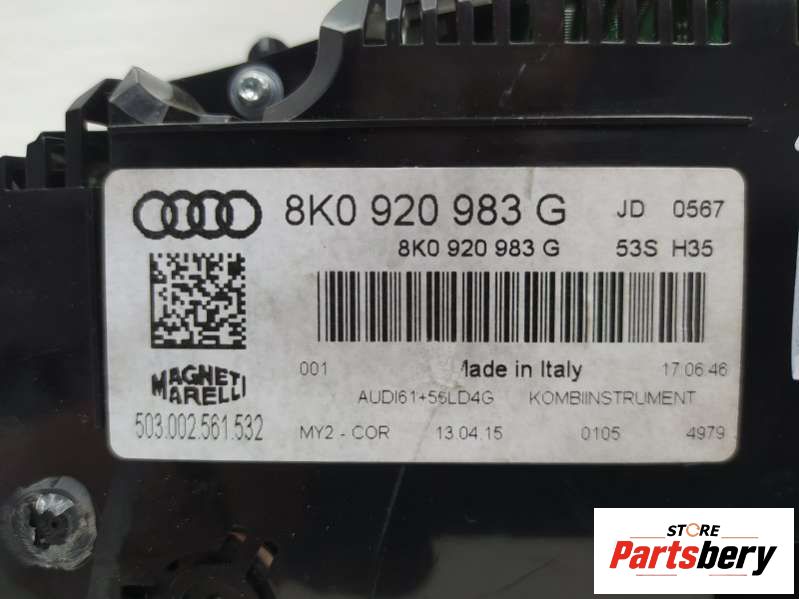 8K0 920 983 G JD 0567
8K0 920 983 G 53S H35
001 Made in Italy 17.06.46
MAGNETI
MARELLI
AUDI61+55LD4G KOMBIINSTRUMENT
503.002.561.532
MY2 - COR 13.04.15 0105 4979
STORE
Partsbery